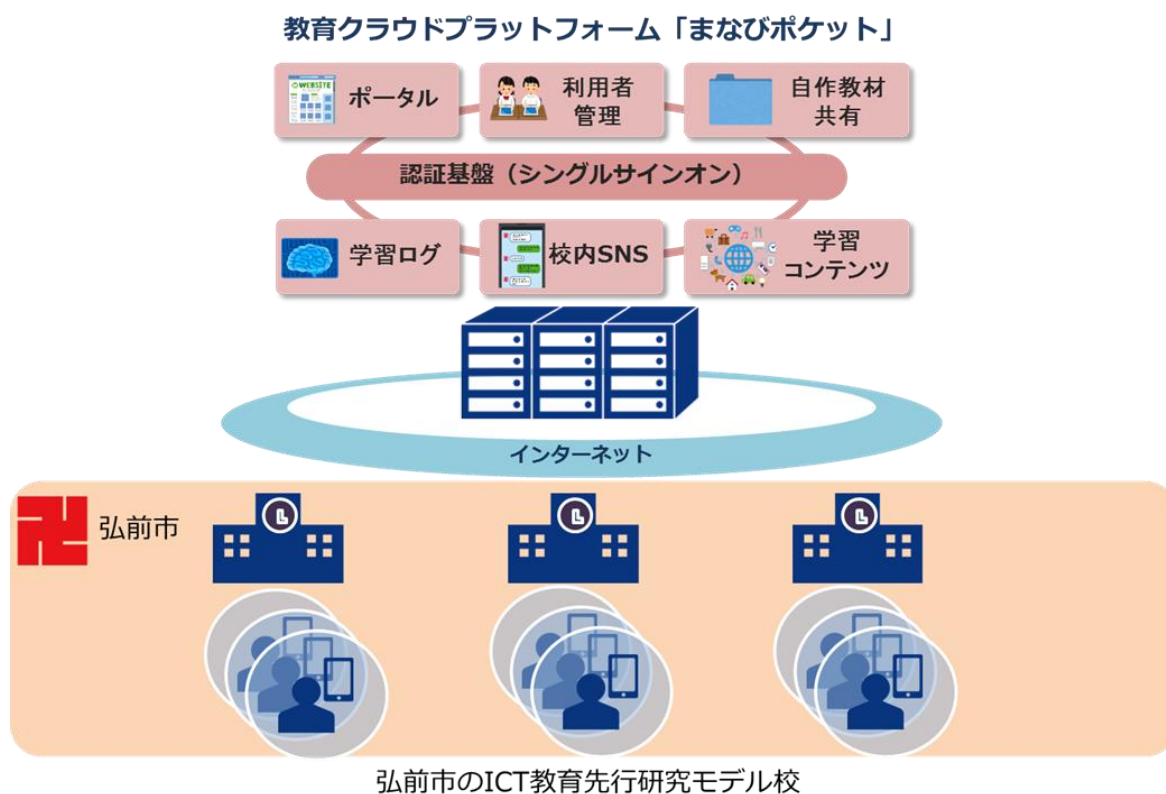 教育クラウドプラットフォーム「まなびポケット」
WEBSITE
ポータル
利用者
管理
自作教材
共有
認証基盤（シングルサインオン）
学習ログ
校内SNS
学習
コンテンツ
インターネット
弘前市
弘前市のICT教育先行研究モデル校